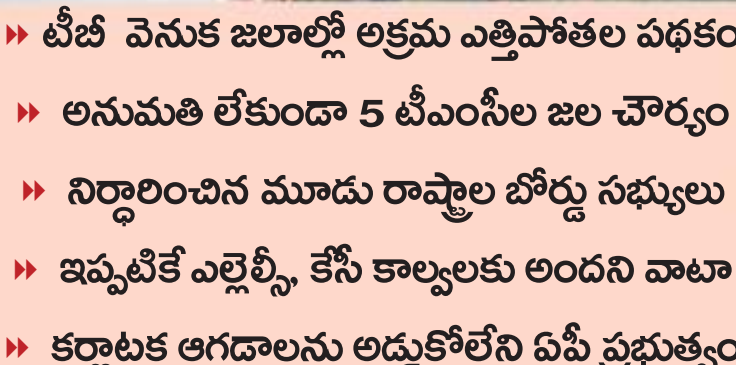 టీబీ వెనుక జలాల్లో అక్రమ ఎత్తిపోతల పథకం
అనుమతి లేకుండా 5 టీఎంసీల జల చౌర్యం
నిర్ధారించిన మూడు రాష్ట్రాల బోర్డు సభ్యులు
ఇప్పటికే ఎల్లెల్సీ, కేసీ కాల్వలకు అందని వాటా
కర్ణాటక ఆగడాలను అడ్డుకోలేని ఏపీ ప్రభుత్వం